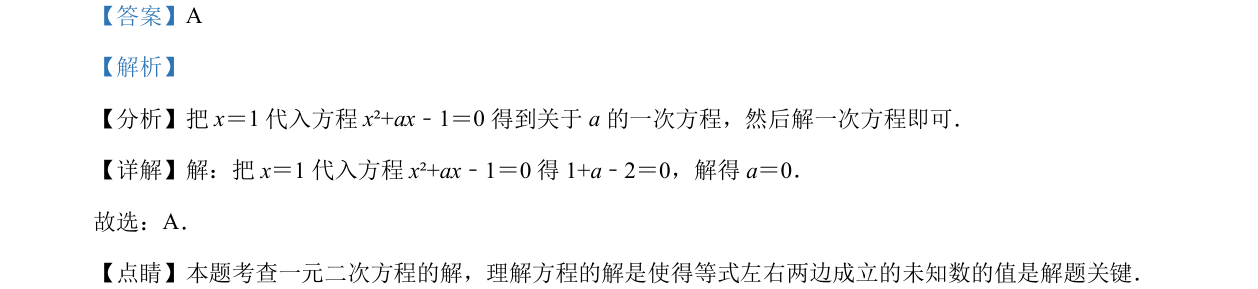 【答案】A
【解析】
【分析】把 x＝1 代入方程 x²+ax﹣1＝0 得到关于 a 的一次方程，然后解一次方程即可．
【详解】解：把 x＝1 代入方程 x²+ax﹣1＝0 得 1+a﹣2＝0，解得 a＝0．
故选：A．
【点睛】本题考查一元二次方程的解，理解方程的解是使得等式左右两边成立的未知数的值是解题关键．